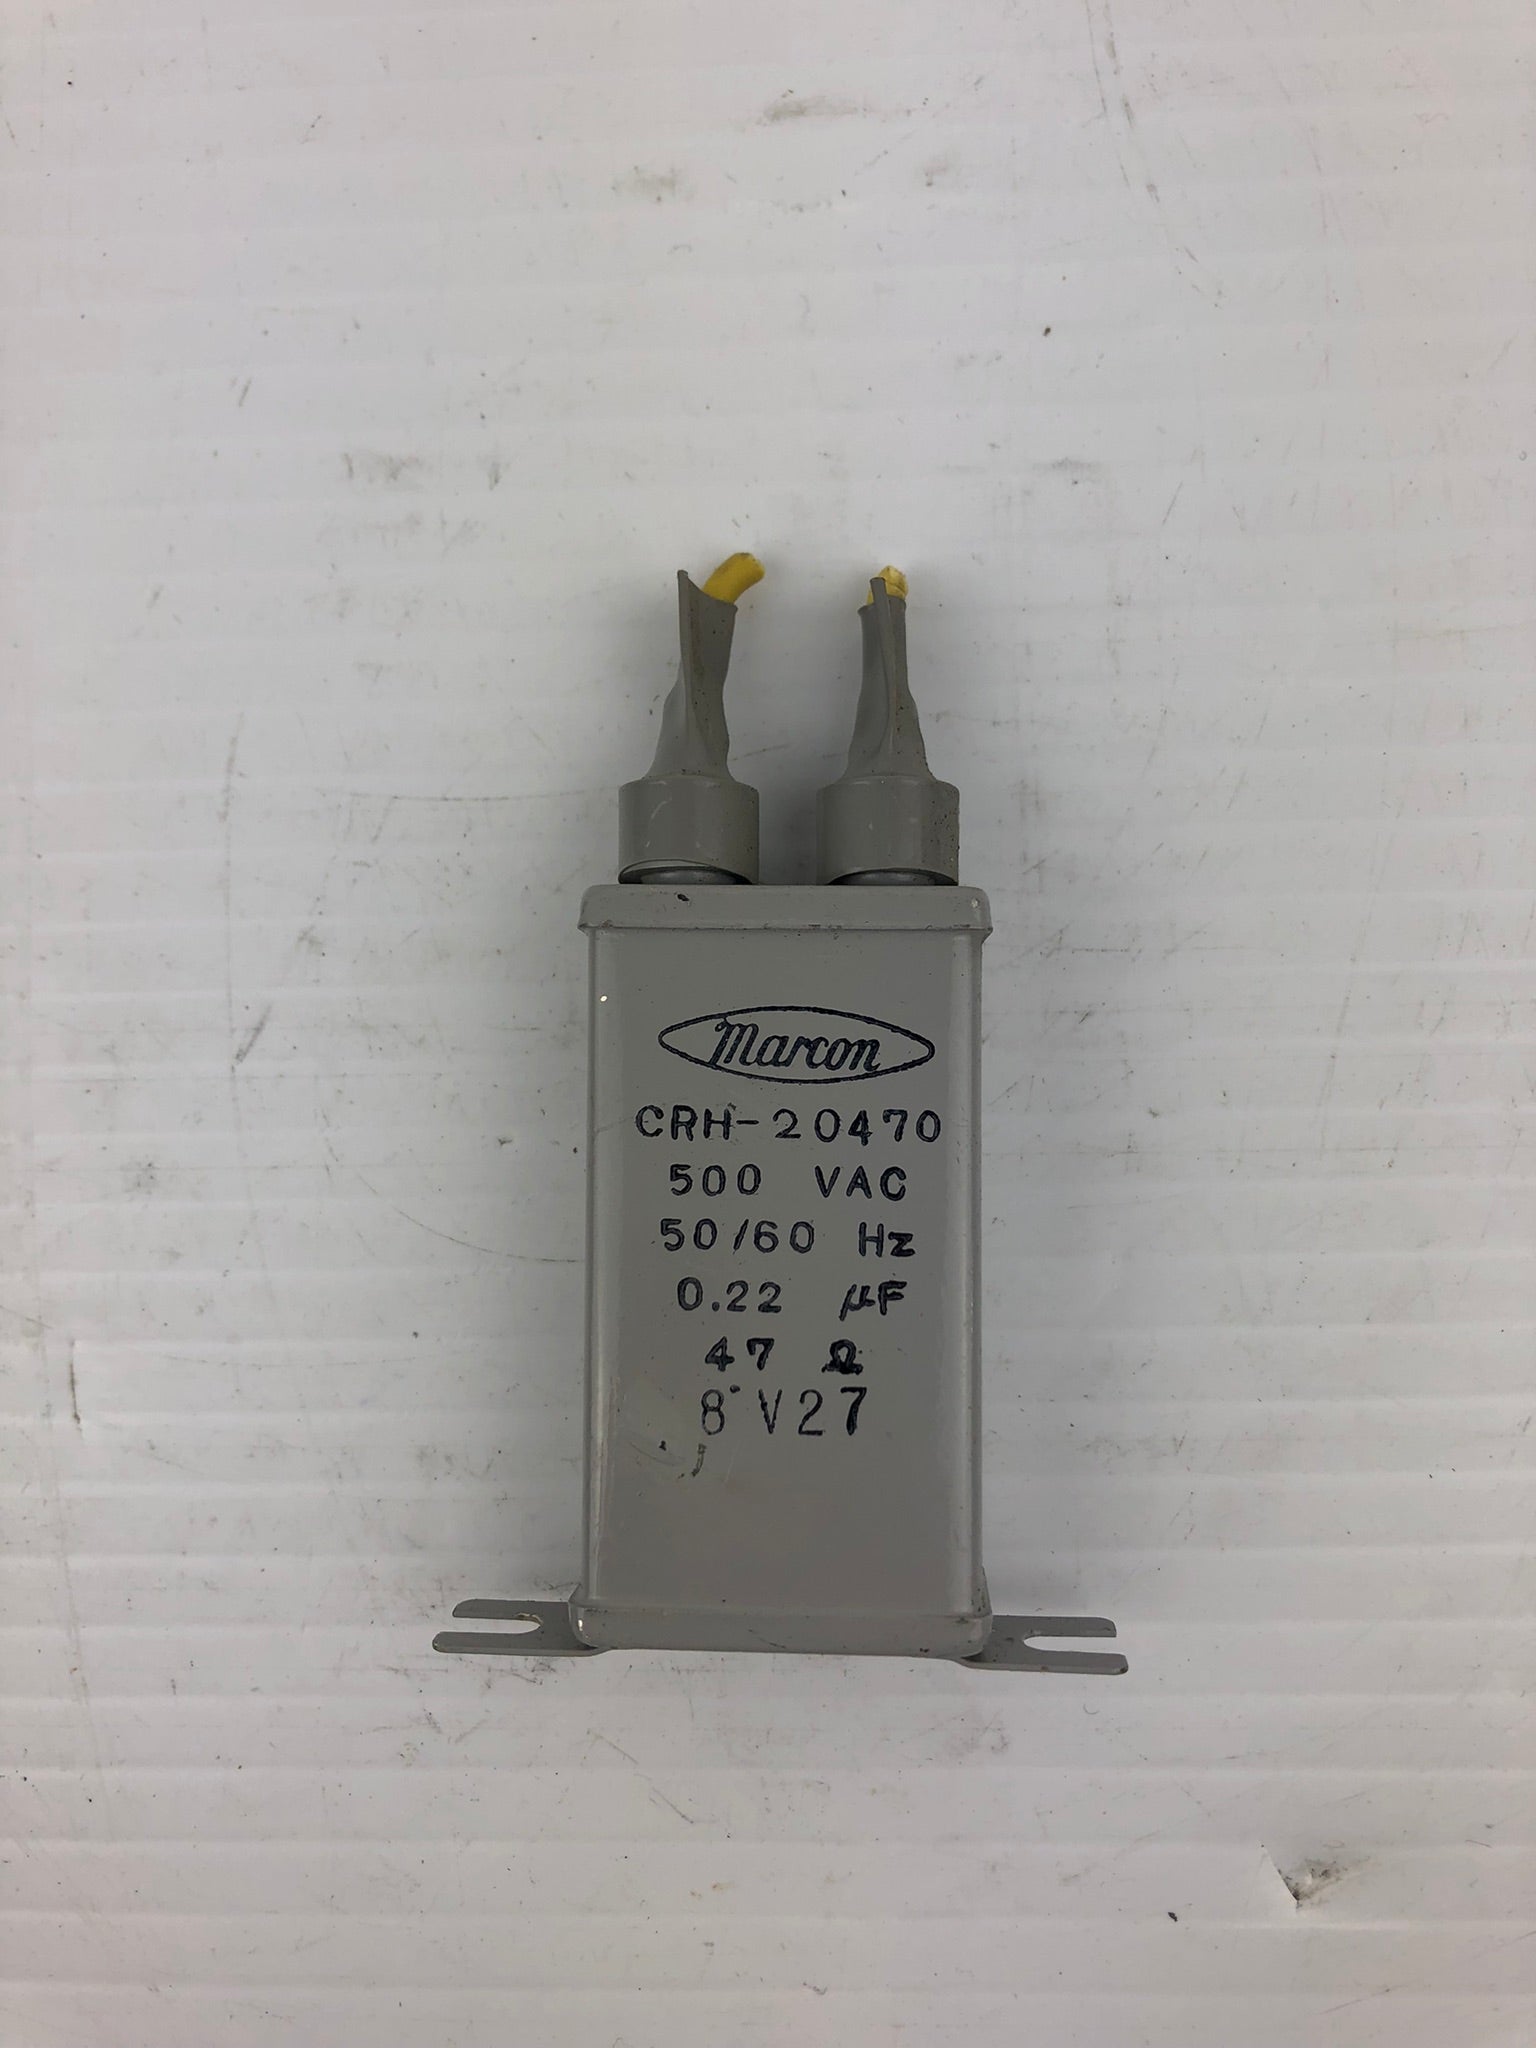 Marcon
CRH-20470
500 VAC
50/60 Hz
0.22 µF
47 Ω
8 V27